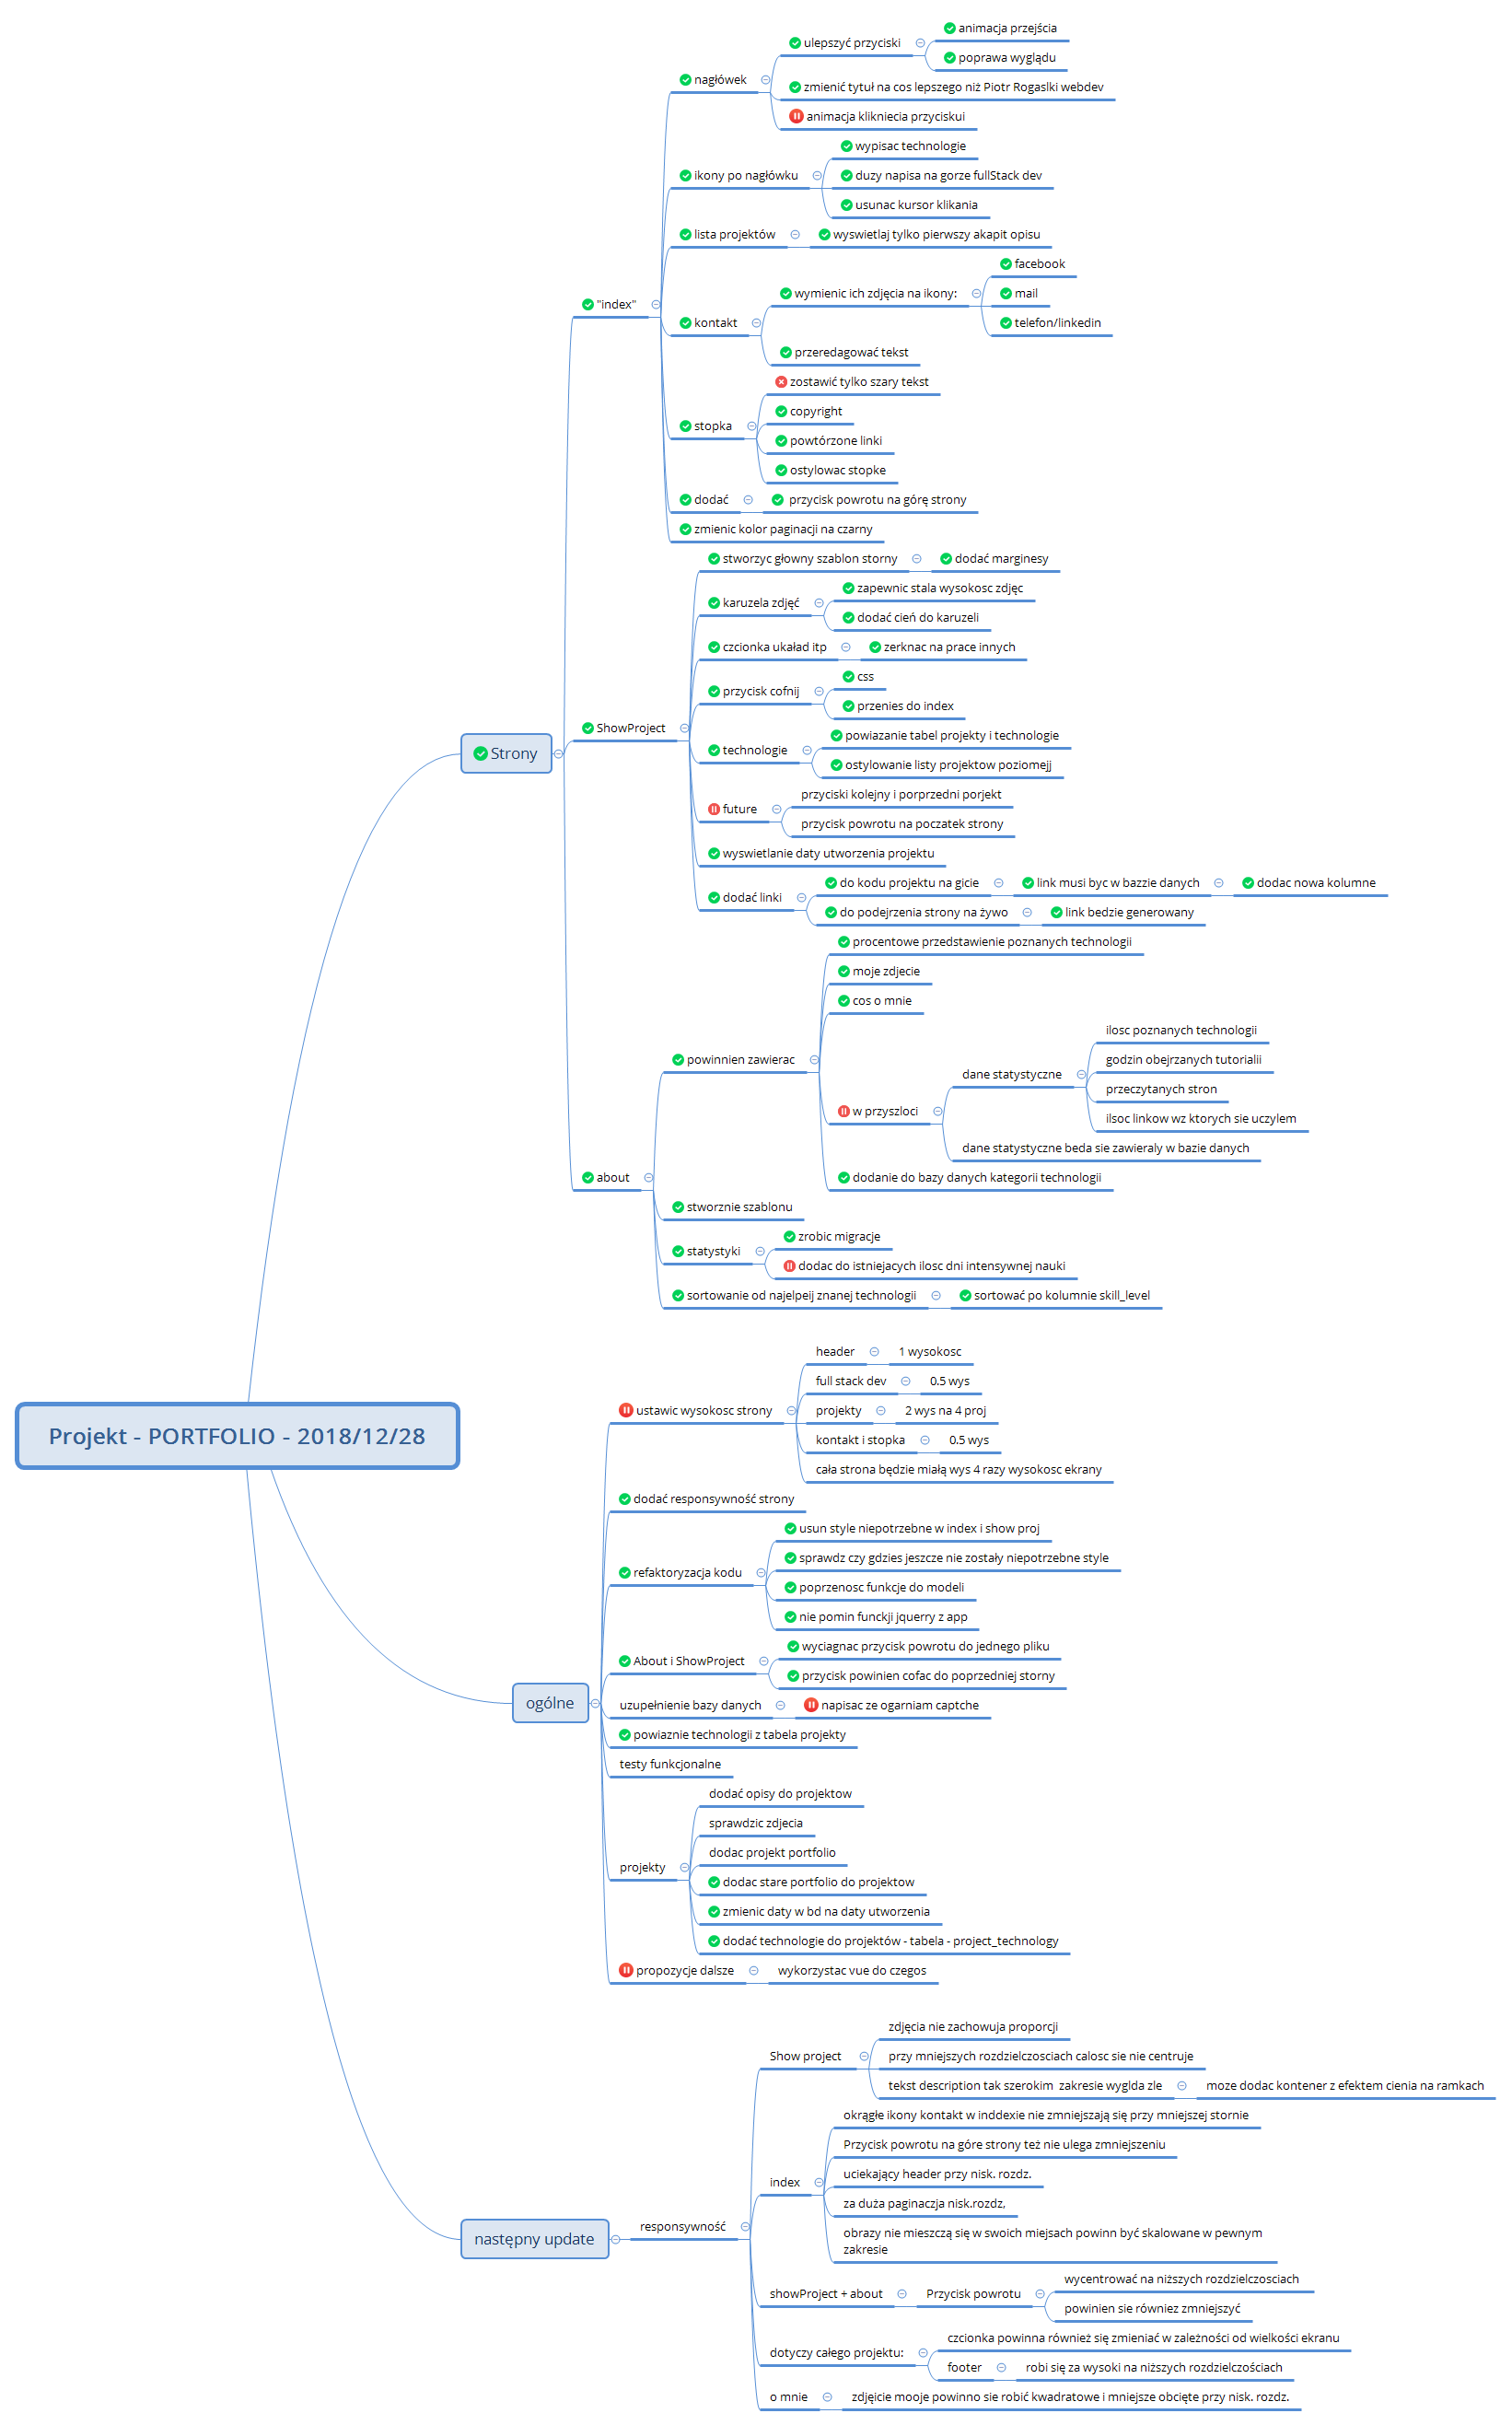 animacja przejścia
ulepszyć przyciski
poprawa wyglądu
nagłówek
zmienić tytuł na cos lepszego niż Piotr Rogaslki webdev
animacja klikniecia przyciskui
wypisac technologie
ikony po nagłówku
duzy napisa na gorze fullStack dev
usunac kursor klikania
lista projektów
wyswietlaj tylko pierwszy akapit opisu
facebook
"index"
wymienic ich zdjęcia na ikony:
mail
kontakt
telefon/linkedin
przeredagować tekst
zostawić tylko szary tekst
copyright
stopka
powtórzone linki
ostylowac stopke
dodać
przycisk powrotu na górę strony
zmienic kolor paginacji na czarny
stworzyc głowny szablon storny
dodać marginesy
zapewnic stala wysokosc zdjęc
karuzela zdjęć
dodać cień do karuzeli
czcionka ukaład itp
zerknac na prace innych
css
przycisk cofnij
przenies do index
ShowProject
powiazanie tabel projekty i technologie
Strony
technologie
ostylowanie listy projektow poziomejj
przyciski kolejny i porprzedni porjekt
future
przycisk powrotu na poczatek strony
wyswietlanie daty utworzenia projektu
do kodu projektu na gicie
link musi byc w bazzie danych
dodac nowa kolumne
dodać linki
do podejrzenia strony na żywo
link bedzie generowany
procentowe przedstawienie poznanych technologii
moje zdjecie
cos o mnie
ilosc poznanych technologii
powinnien zawierac
godzin obejrzanych tutorialii
dane statystyczne
przeczytanych stron
w przyszloci
ilsoc linkow wz ktorych sie uczylem
dane statystyczne beda sie zawieraly w bazie danych
about
dodanie do bazy danych kategorii technologii
stworznie szablonu
zrobic migracje
statystyki
dodac do istniejacych ilosc dni intensywnej nauki
sortowanie od najelpeij znanej technologii
sortować po kolumnie skill_level
header
1 wysokosc
full stack dev
0.5 wys
ustawic wysokosc strony
projekty
2 wys na 4 proj
Projekt - PORTFOLIO - 2018/12/28
kontakt i stopka
0.5 wys
cała strona będzie miałą wys 4 razy wysokosc ekrany
dodać responsywność strony
usun style niepotrzebne w index i show proj
sprawdz czy gdzies jeszcze nie zostały niepotrzebne style
refaktoryzacja kodu
poprzenosc funkcje do modeli
nie pomin funckji jquerry z app
wyciagnac przycisk powrotu do jednego pliku
About i ShowProject
przycisk powinien cofac do poprzedniej storny
ogólne
uzupełnienie bazy danych
napisac ze ogarniam captche
powiaznie technologii z tabela projekty
testy funkcjonalne
dodać opisy do projektow
sprawdzic zdjecia
dodac projekt portfolio
projekty
dodac stare portfolio do projektow
zmienic daty w bd na daty utworzenia
dodać technologie do projektów - tabela - project_technology
propozycje dalsze
wykorzystac vue do czegos
zdjęcia nie zachowuja proporcji
Show project
przy mniejszych rozdzielczosciach calosc sie nie centruje
tekst description tak szerokim  zakresie wyglda zle
moze dodac kontener z efektem cienia na ramkach
okrągłe ikony kontakt w inddexie nie zmniejszają się przy mniejszej stornie
Przycisk powrotu na góre strony też nie ulega zmniejszeniu
index
uciekający header przy nisk. rozdz.
za duża paginaczja nisk.rozdz,
obrazy nie mieszczą się w swoich miejsach powinn być skalowane w pewnym
zakresie
responsywność
następny update
wycentrować na niższych rozdzielczosciach
showProject + about
Przycisk powrotu
powinien sie równiez zmniejszyć
czcionka powinna również się zmieniać w zależności od wielkości ekranu
dotyczy całego projektu:
footer
robi się za wysoki na niższych rozdzielczościach
o mnie
zdjęicie mooje powinno sie robić kwadratowe i mniejsze obcięte przy nisk. rozdz.